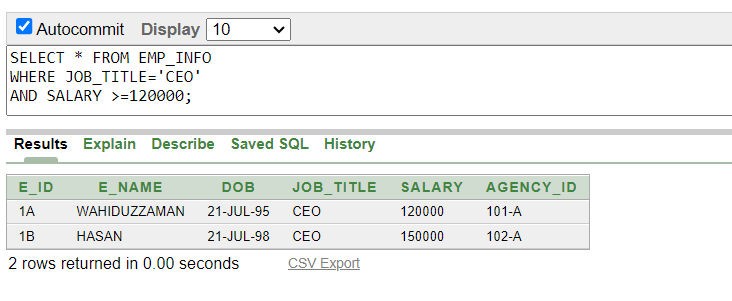 Autocommit Display 10
SELECT * FROM EMP_INFO
WHERE JOB_TITLE='CEO'
AND SALARY >=120000;
Results Explain Describe Saved SQL History
E_ID E_NAME DOB JOB_TITLE SALARY AGENCY_ID
1A WAHIDUZZAMAN 21-JUL-95 CEO 120000 101-A
1B HASAN 21-JUL-98 CEO 150000 102-A
2 rows returned in 0.00 seconds CSV Export